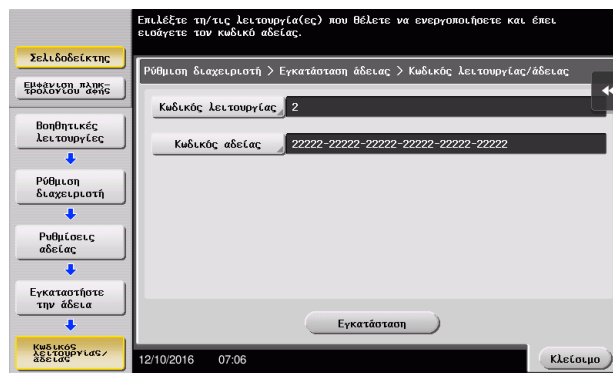 Επιλέξτε τη/τις λειτουργία(ες) που θέλετε να ενεργοποιήσετε και έπει
εισάγετε τον κωδικό αδείας.
Σελιδοδείκτης
Εμφάνιση πληκ-
τρολογίου αφής
Βοηθητικές
λειτουργίες
Ρύθμιση
διαχειριστή
Ρυθμίσεις
αδείας
Εγκαταστήστε
την άδεια
Κωδικός
λειτουργίας/
άδειας
Ρύθμιση διαχειριστή > Εγκατάσταση άδειας > Κωδικός λειτουργίας/άδειας
Κωδικός λειτουργίας 2
Κωδικός αδείας 22222-22222-22222-22222-22222-22222
Εγκατάσταση
12/10/2016 07:06
Κλείσιμο